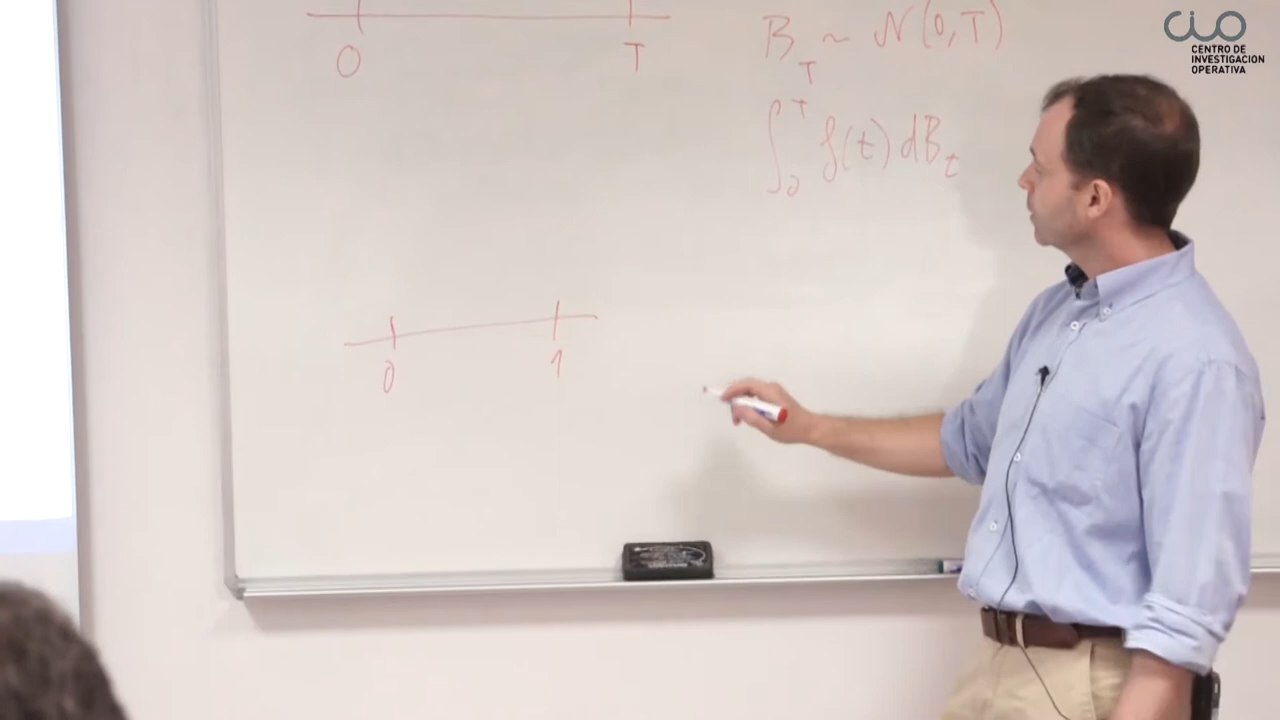 0 T
B_T ~ N(0,T)
∫_0^T f(t) dB_t
0 1
CIO
CENTRO DE
INVESTIGACION
OPERATIVA